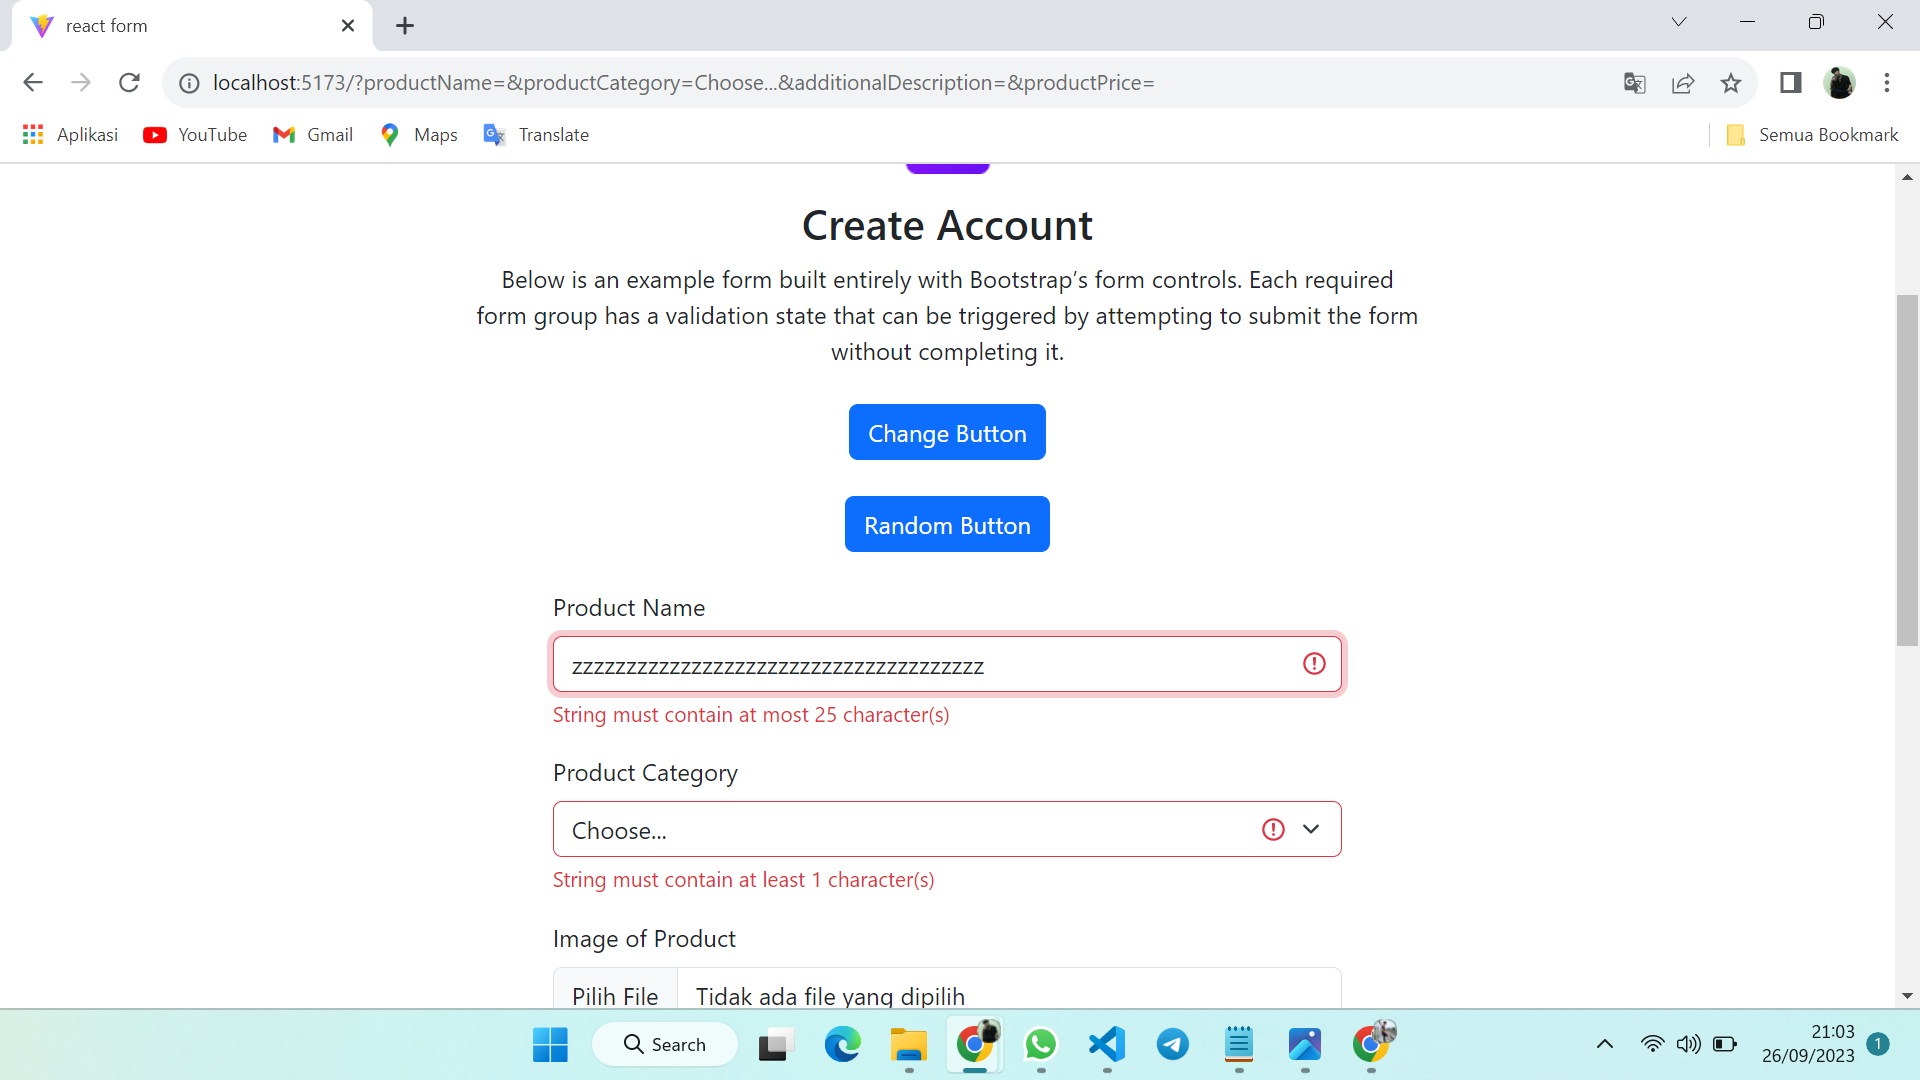 react form
localhost:5173/?productName=&productCategory=Choose...&additionalDescription=&productPrice=
Aplikasi YouTube Gmail Maps Translate Semua Bookmark
Create Account
Below is an example form built entirely with Bootstrap’s form controls. Each required
form group has a validation state that can be triggered by attempting to submit the form
without completing it.
Change Button
Random Button
Product Name
zzzzzzzzzzzzzzzzzzzzzzzzzzzzzzzzzzzzzz
String must contain at most 25 character(s)
Product Category
Choose...
String must contain at least 1 character(s)
Image of Product
Pilih File Tidak ada file yang dipilih
Search
21:03
26/09/2023
1